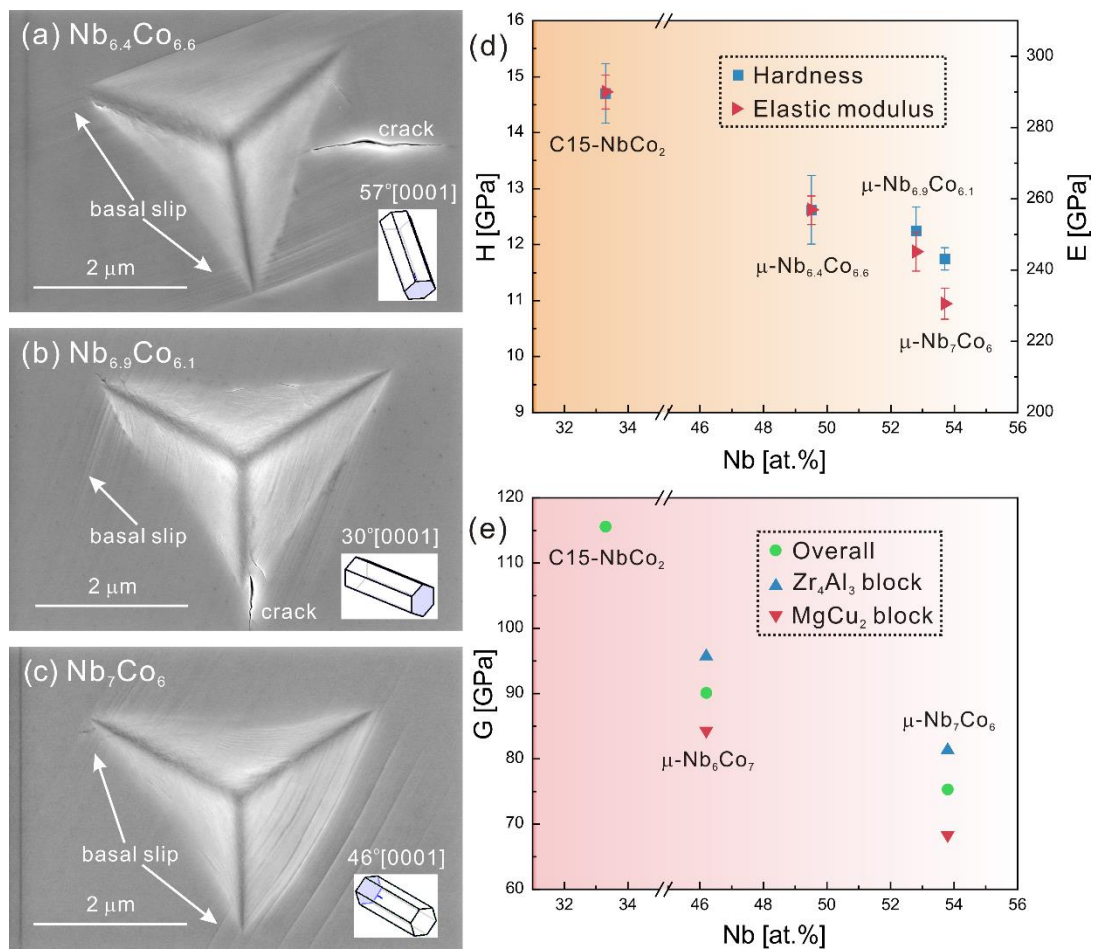 (a) Nb6.4Co6.6
crack
57°[0001]
basal slip
2 μm
(b) Nb6.9Co6.1
basal slip
30°[0001]
2 μm
crack
(c) Nb7Co6
basal slip
46°[0001]
2 μm
(d)
16
15
14
13
12
11
10
9
H [GPa]
Hardness
Elastic modulus
C15-NbCo2
μ-Nb6.9Co6.1
μ-Nb6.4Co6.6
μ-Nb7Co6
300
280
260
240
220
200
E [GPa]
32 34 48 50 52 54 56
Nb [at.%]
(e)
120
110
100
90
80
70
60
G [GPa]
Overall
Zr4Al3 block
MgCu2 block
C15-NbCo2
μ-Nb6Co7
μ-Nb7Co6
32 34 48 50 52 54 56
Nb [at.%]